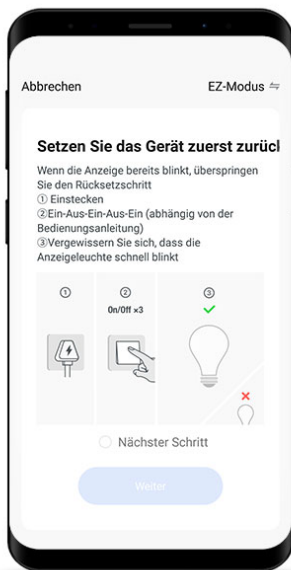 Abbrechen EZ-Modus
Setzen Sie das Gerät zuerst zurück
Wenn die Anzeige bereits blinkt, überspringen
Sie den Rücksetzschritt
① Einstecken
②Ein-Aus-Ein-Aus-Ein (abhängig von der
Bedienungsanleitung)
③Vergewissern Sie sich, dass die
Anzeigeleuchte schnell blinkt
① ② ③
On/Off ×3
Nächster Schritt
Weiter